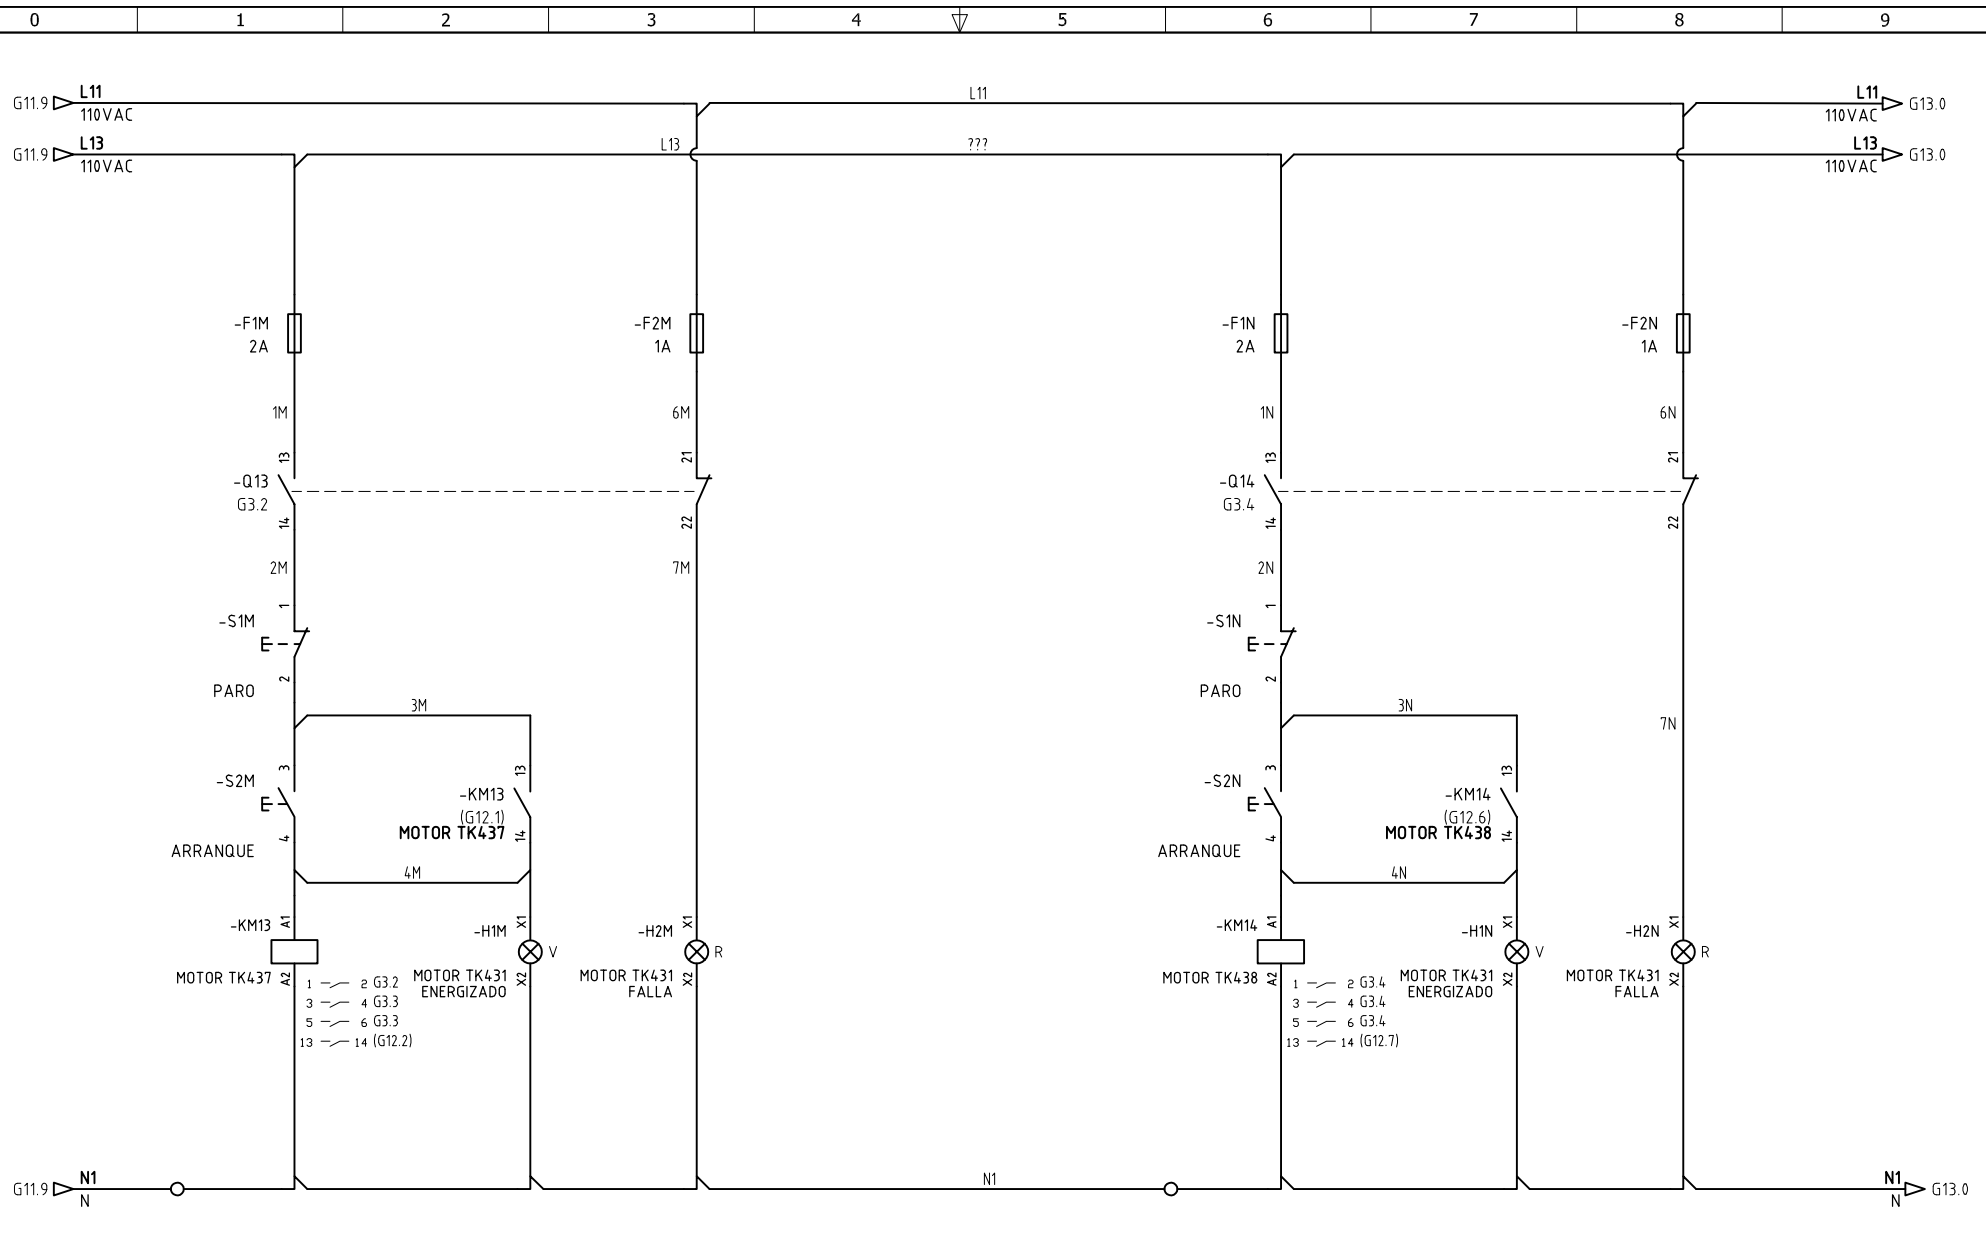 0 1 2 3 4 5 6 7 8 9
L11 L11 L11
G11.9 G13.0
110VAC 110VAC
L13 L13 ??? L13
G11.9 G13.0
110VAC 110VAC
-F1M -F2M -F1N -F2N
2A 1A 2A 1A
1M 6M 1N 6N
13 21 13 21
-Q13 -Q14
G3.2 G3.4
14 22 14 22
2M 7M 2N
1 1
-S1M -S1N
2 2
PARO PARO
3M 3N
7N
3 13 3 13
-S2M -S2N
-KM13 -KM14
(G12.1) (G12.6)
MOTOR TK437 MOTOR TK438
4 14 4 14
ARRANQUE ARRANQUE
4M 4N
A1 X1 X1 A1 X1 X1
-KM13 -H1M -H2M -KM14 -H1N -H2N
V R V R
MOTOR TK437 A2 MOTOR TK431 X2 MOTOR TK431 X2 MOTOR TK438 A2 MOTOR TK431 X2 MOTOR TK431 X2
ENERGIZADO FALLA ENERGIZADO FALLA
1 2 G3.2 1 2 G3.4
3 4 G3.3 3 4 G3.4
5 6 G3.3 5 6 G3.4
13 14 (G12.2) 13 14 (G12.7)
N1 N1 N1
G11.9 G13.0
N N